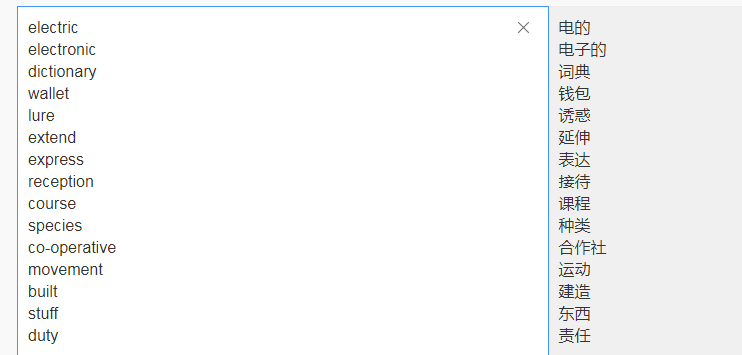 electric 电的
electronic 电子的
dictionary 词典
wallet 钱包
lure 诱惑
extend 延伸
express 表达
reception 接待
course 课程
species 种类
co-operative 合作社
movement 运动
built 建造
stuff 东西
duty 责任